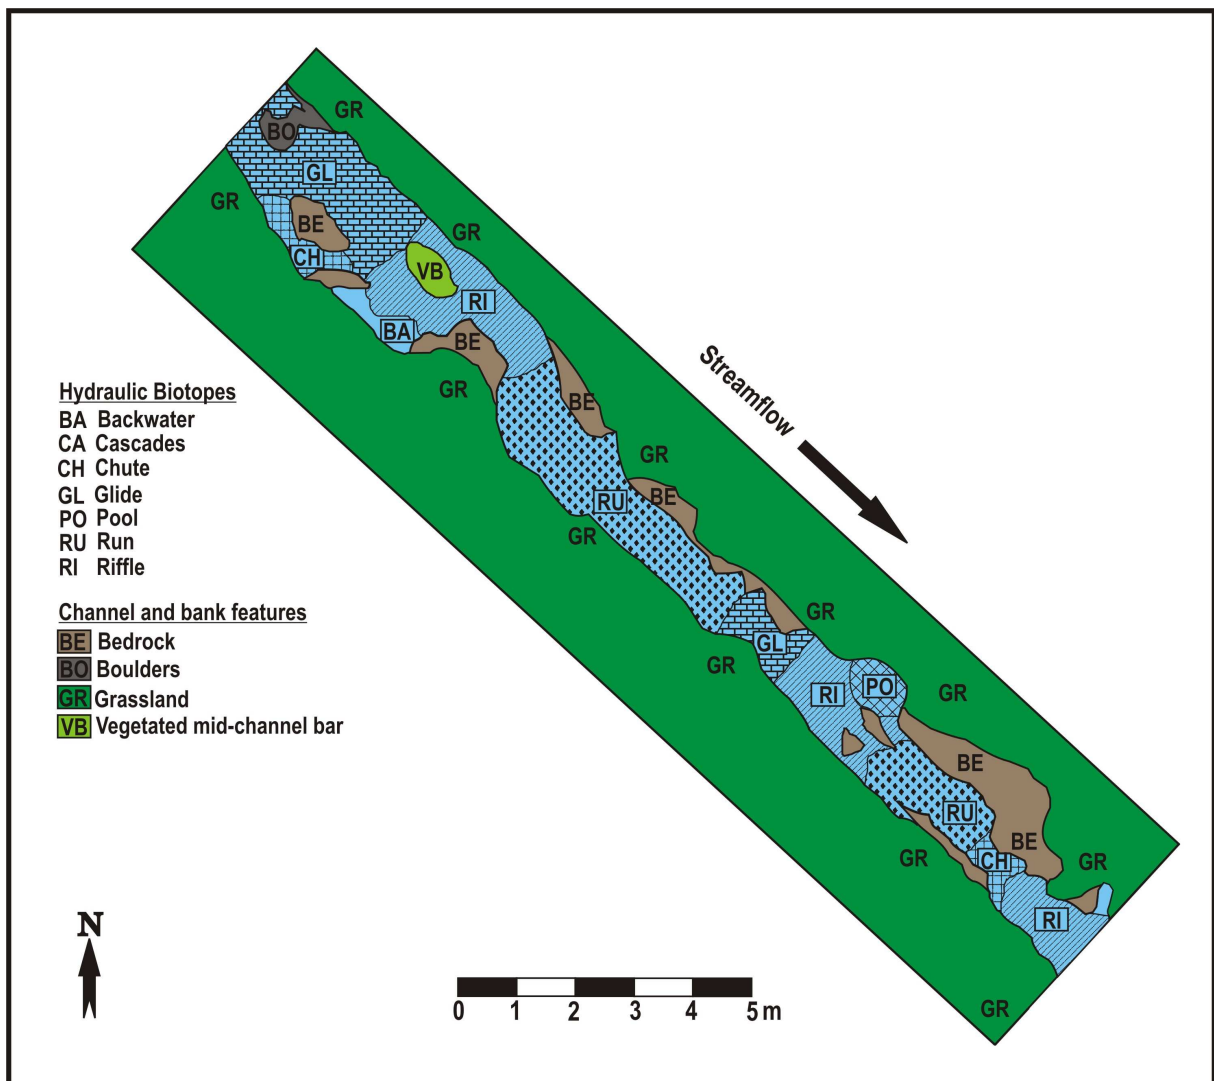 GR
BO
GL
GR
BE
GR
CH
VB
RI
BA
BE
Streamflow
GR
BE
GR
BE
RU
GR
GR
GL
GR
RI
PO
GR
BE
RU
BE
GR
CH
GR
RI
GR
Hydraulic Biotopes
BA Backwater
CA Cascades
CH Chute
GL Glide
PO Pool
RU Run
RI Riffle
Channel and bank features
BE Bedrock
BO Boulders
GR Grassland
VB Vegetated mid-channel bar
N
0 1 2 3 4 5 m